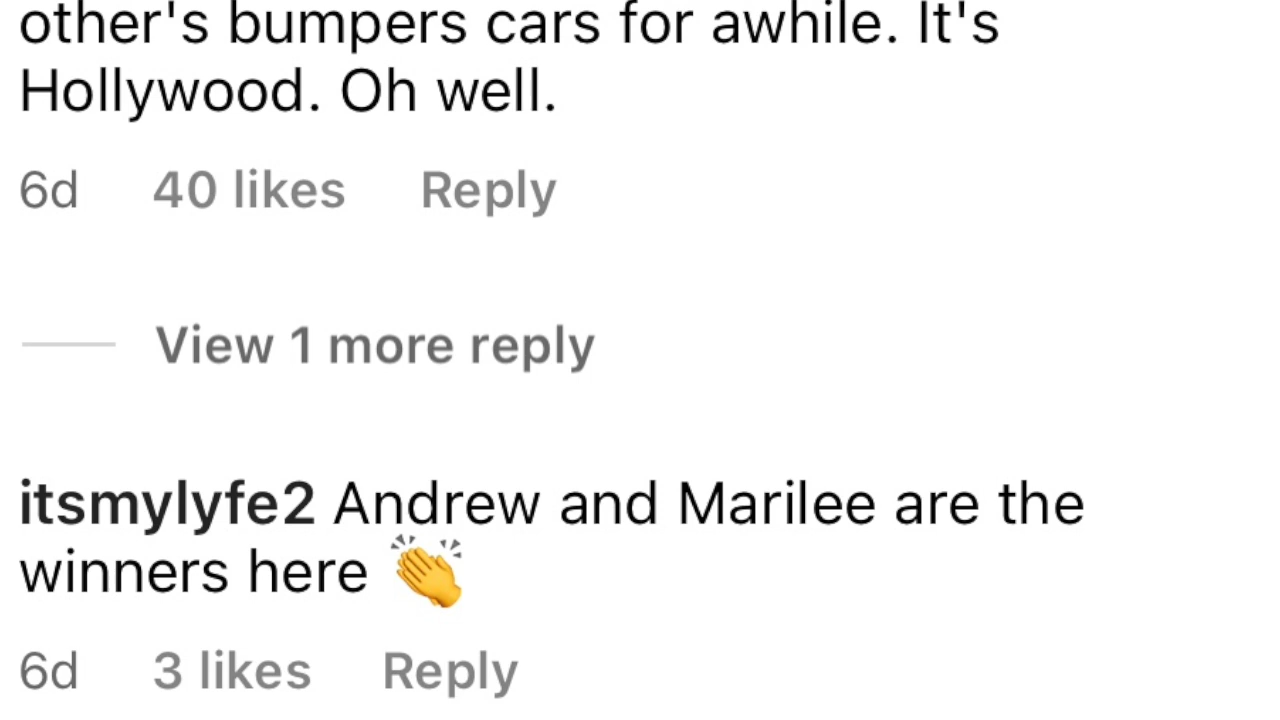 other's bumpers cars for awhile. It's
Hollywood. Oh well.
6d 40 likes Reply
View 1 more reply
itsmylyfe2 Andrew and Marilee are the
winners here 👏
6d 3 likes Reply